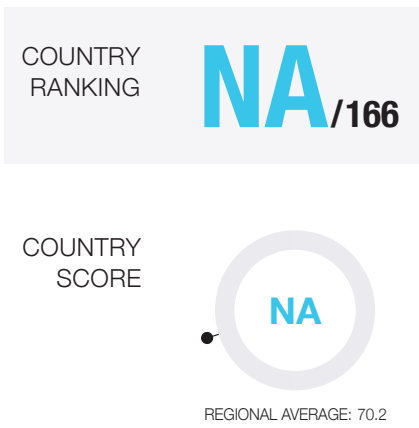 COUNTRY
RANKING
NA/166
COUNTRY
SCORE
NA
REGIONAL AVERAGE: 70.2